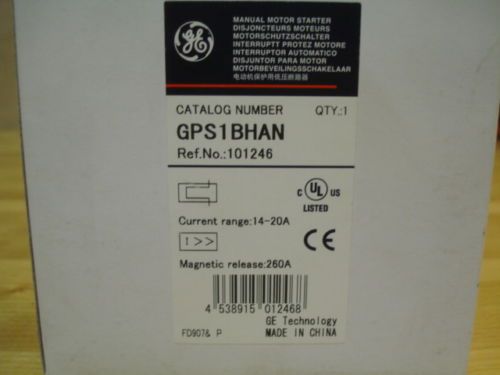 MANUAL MOTOR STARTER
DISJONCTEURS MOTEURS
MOTORSCHUTZSCHALTER
INTERRUPTT PROTEZ MOTORE
INTERRUPTOR AUTOMATICO
DISJUNTOR PARA MOTOR
MOTORBEVEILINGSSCHAKELAAR
电动机保护用低压断路器
GE
CATALOG NUMBER QTY.:1
GPS1BHAN
Ref.No.:101246
C UL US
LISTED
Current range:14-20A
I >> CE
Magnetic release:260A
4 538915 012468
GE Technology
FD907& P MADE IN CHINA